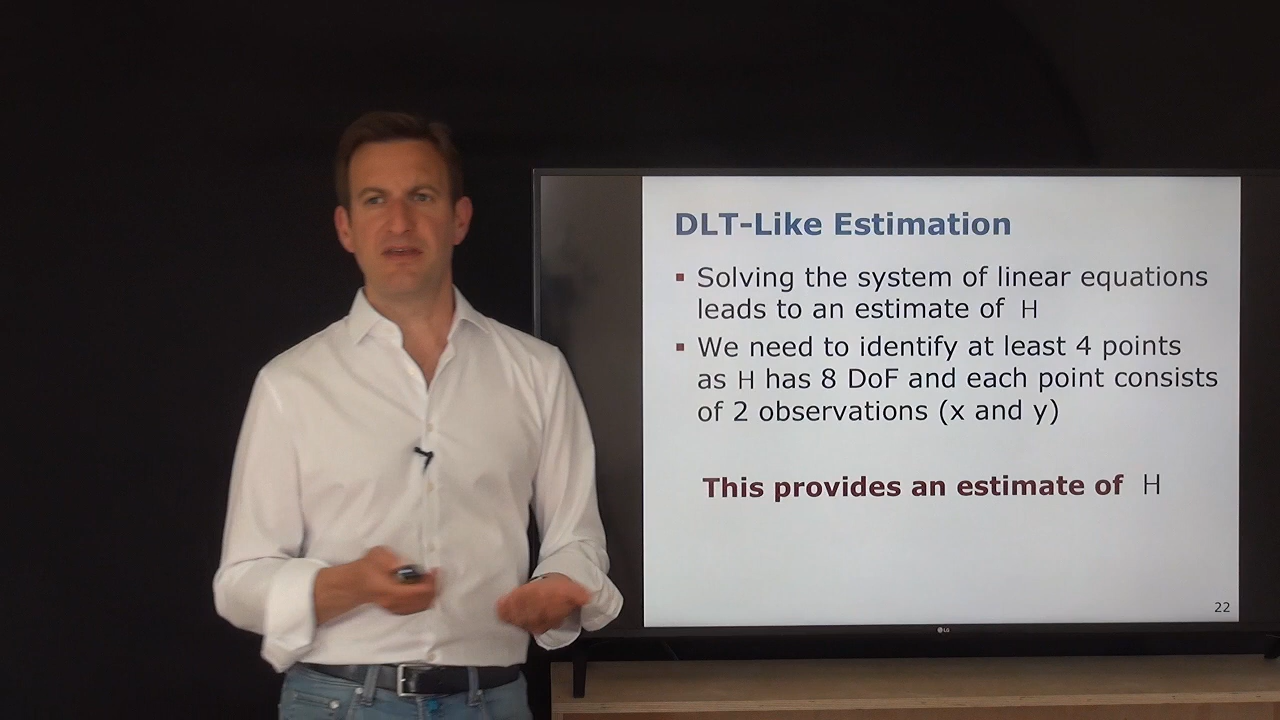 DLT-Like Estimation
▪ Solving the system of linear equations
leads to an estimate of H
▪ We need to identify at least 4 points
as H has 8 DoF and each point consists
of 2 observations (x and y)
This provides an estimate of H
22
LG